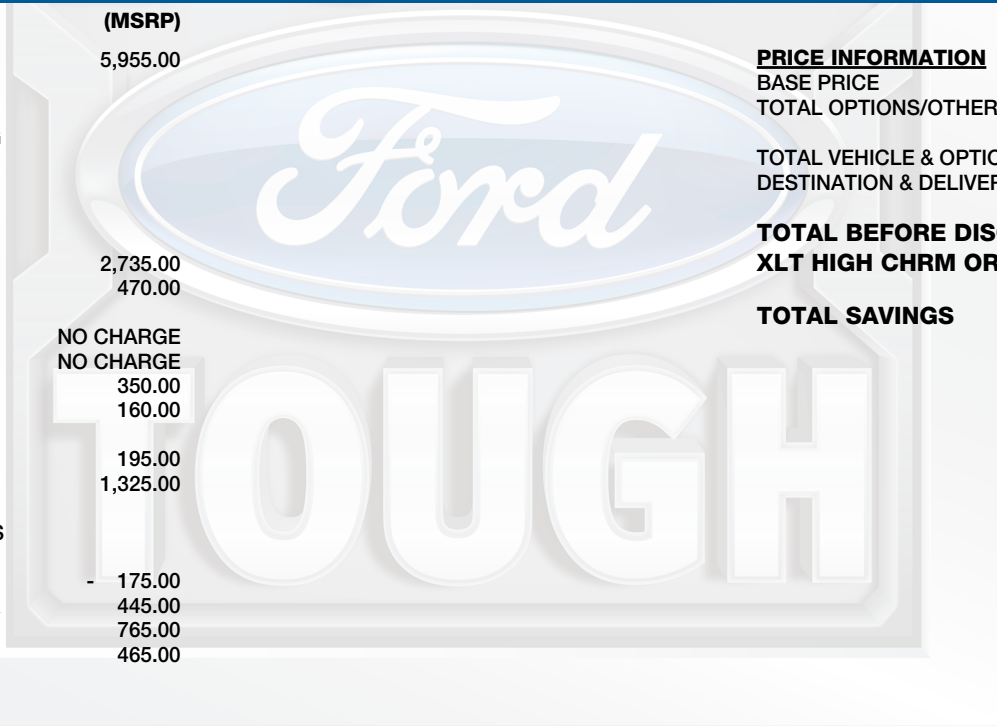 (MSRP)
5,955.00
2,735.00
470.00
NO CHARGE
NO CHARGE
350.00
160.00
195.00
1,325.00
S
- 175.00
445.00
765.00
465.00
Ford
TOUGH
PRICE INFORMATION
BASE PRICE
TOTAL OPTIONS/OTHER
TOTAL VEHICLE & OPTIO
DESTINATION & DELIVER
TOTAL BEFORE DIS
XLT HIGH CHRM OR
TOTAL SAVINGS